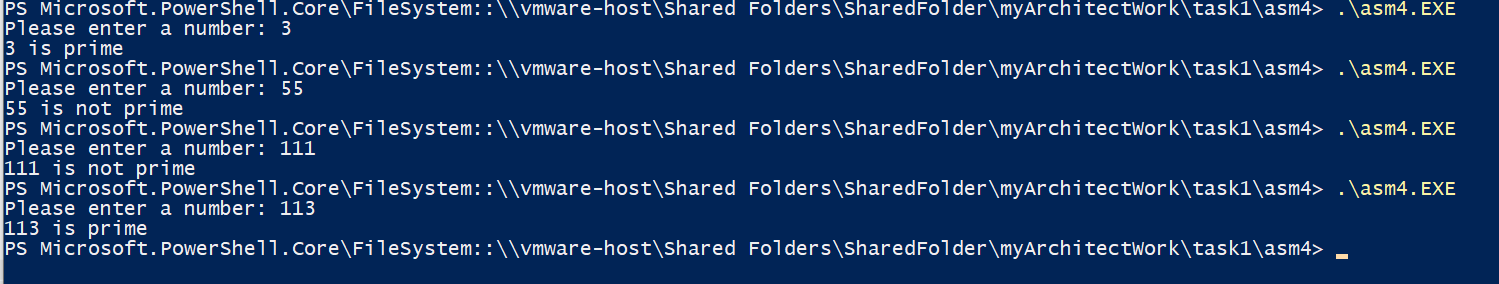 PS Microsoft.PowerShell.Core\FileSystem::\\vmware-host\Shared Folders\SharedFolder\myArchitectWork\task1\asm4> .\asm4.EXE
Please enter a number: 3
3 is prime
PS Microsoft.PowerShell.Core\FileSystem::\\vmware-host\Shared Folders\SharedFolder\myArchitectWork\task1\asm4> .\asm4.EXE
Please enter a number: 55
55 is not prime
PS Microsoft.PowerShell.Core\FileSystem::\\vmware-host\Shared Folders\SharedFolder\myArchitectWork\task1\asm4> .\asm4.EXE
Please enter a number: 111
111 is not prime
PS Microsoft.PowerShell.Core\FileSystem::\\vmware-host\Shared Folders\SharedFolder\myArchitectWork\task1\asm4> .\asm4.EXE
Please enter a number: 113
113 is prime
PS Microsoft.PowerShell.Core\FileSystem::\\vmware-host\Shared Folders\SharedFolder\myArchitectWork\task1\asm4>